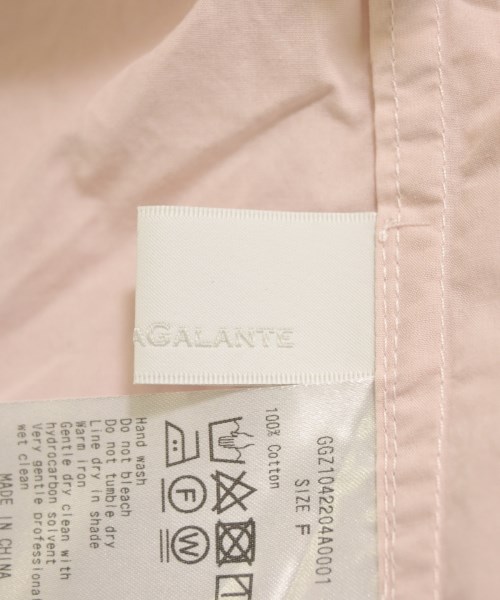 AGALANTE
GGZ1042204A0001
SIZE F
100% Cotton
Hand wash
Do not bleach
Do not tumble dry
Line dry in shade
Warm iron
Gentle dry clean with
hydrocarbon solvent
Very gentle professional
wet clean
MADE IN CHINA
F
W